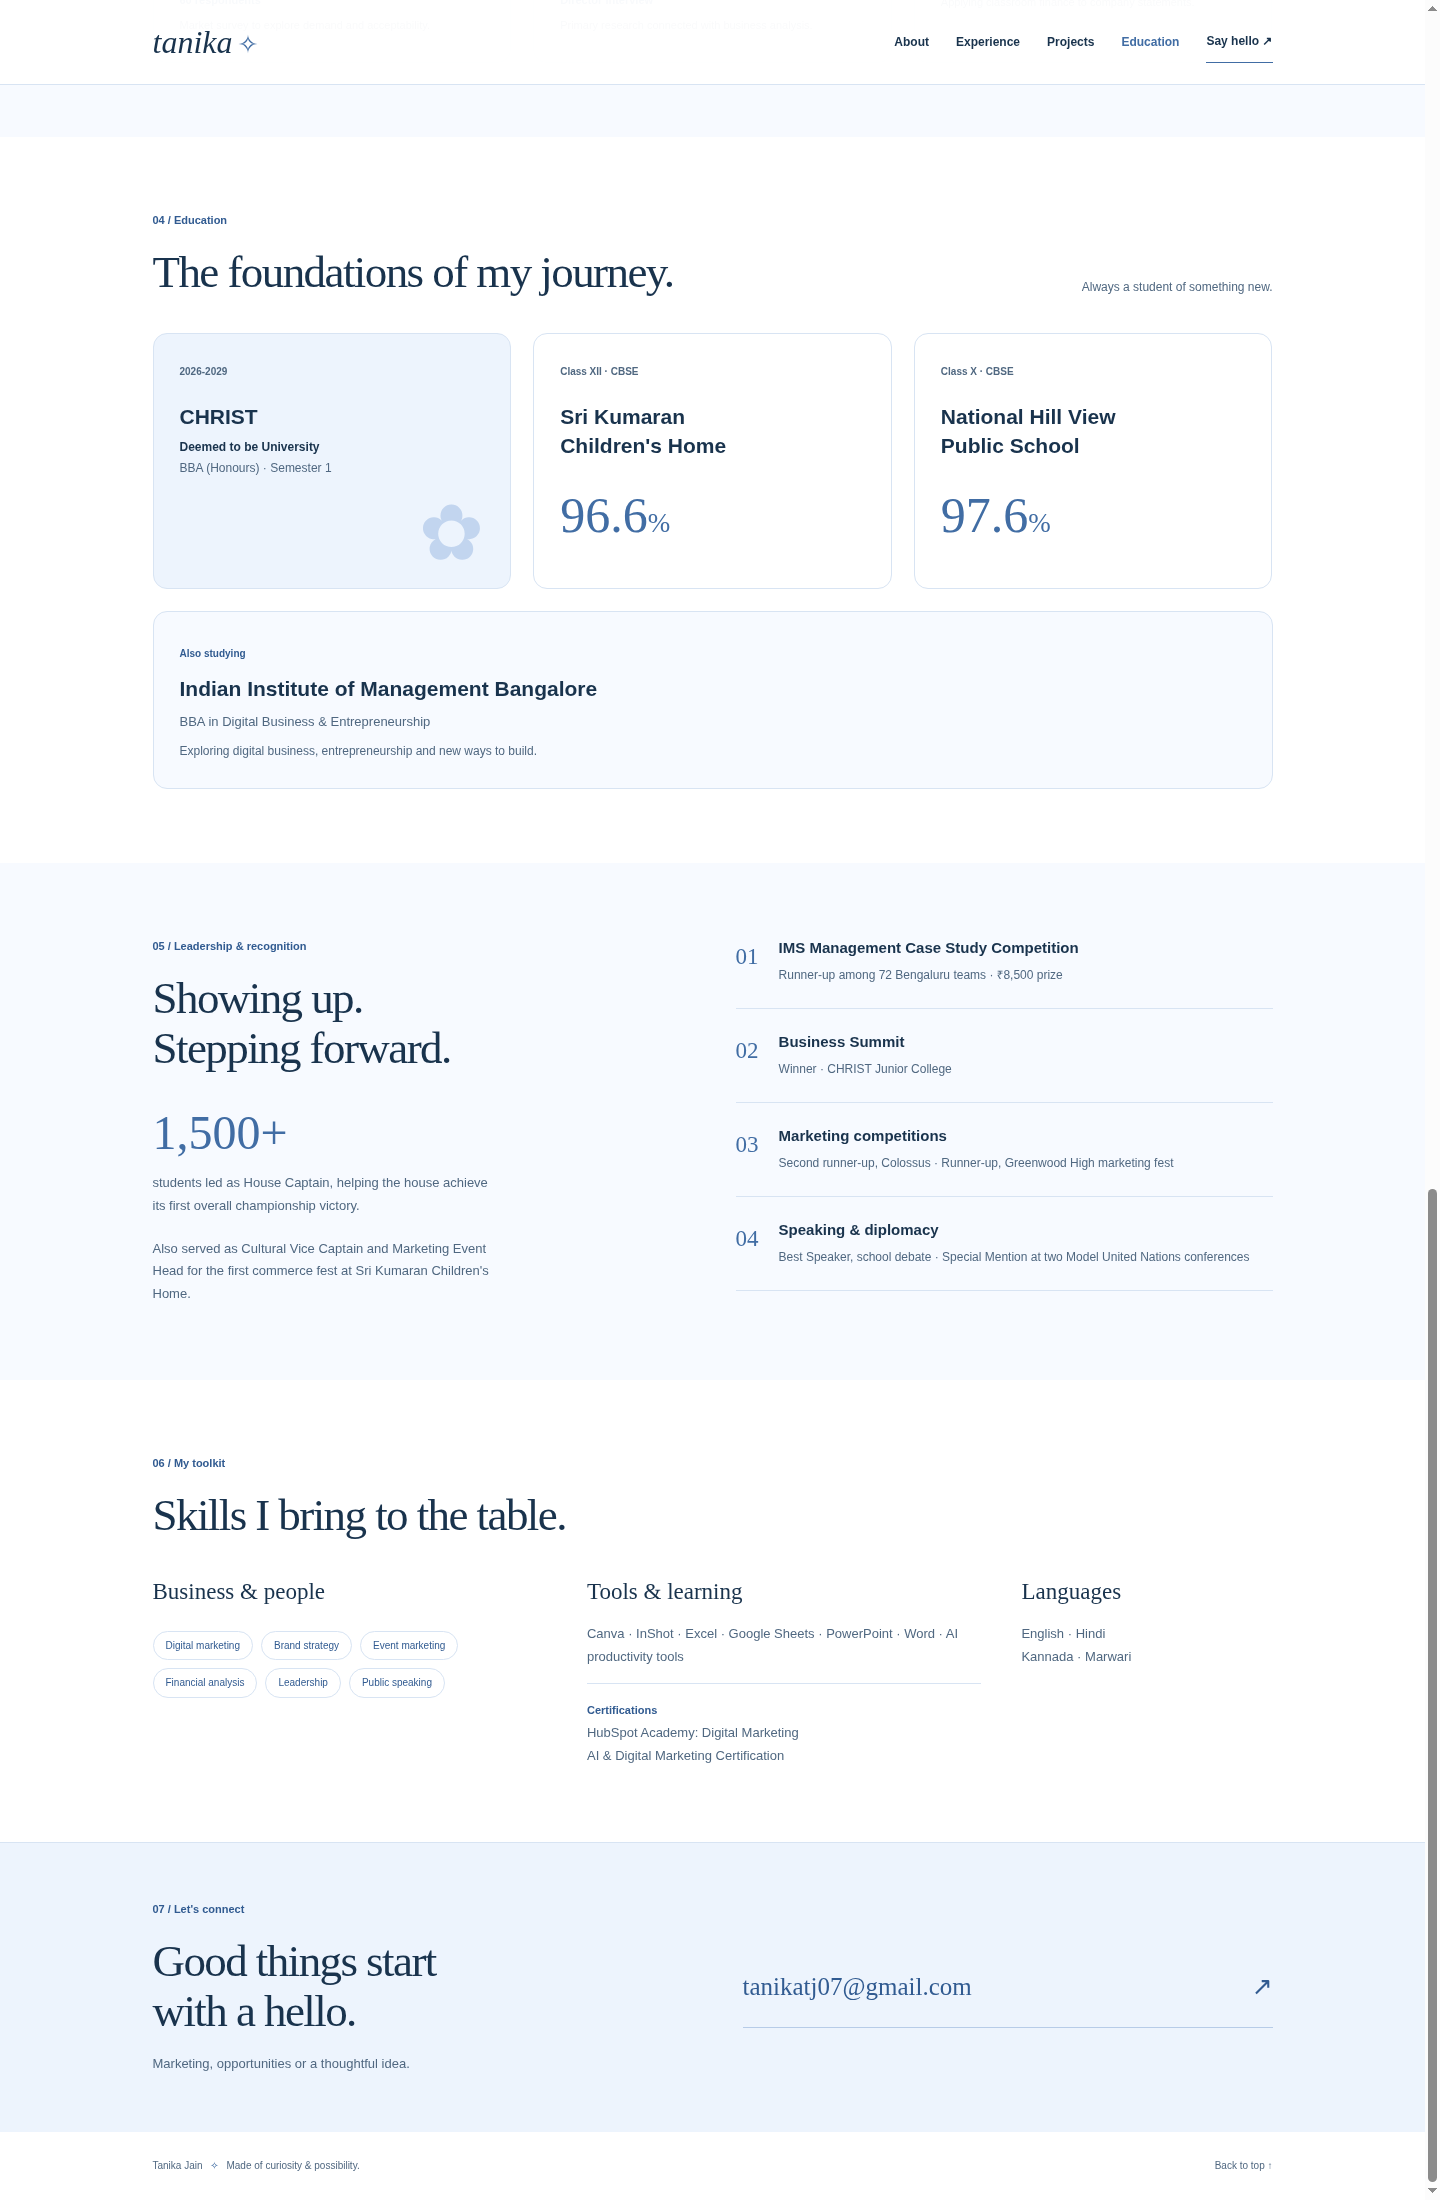 tanika ✧
About Experience Projects Education Say hello ↗
04 / Education
The foundations of my journey.
Always a student of something new.
2026-2029
CHRIST
Deemed to be University
BBA (Honours) · Semester 1
Class XII · CBSE
Sri Kumaran
Children's Home
96.6%
Class X · CBSE
National Hill View
Public School
97.6%
Also studying
Indian Institute of Management Bangalore
BBA in Digital Business & Entrepreneurship
Exploring digital business, entrepreneurship and new ways to build.
05 / Leadership & recognition
Showing up.
Stepping forward.
1,500+
students led as House Captain, helping the house achieve
its first overall championship victory.
Also served as Cultural Vice Captain and Marketing Event
Head for the first commerce fest at Sri Kumaran Children's
Home.
01
IMS Management Case Study Competition
Runner-up among 72 Bengaluru teams · ₹8,500 prize
02
Business Summit
Winner · CHRIST Junior College
03
Marketing competitions
Second runner-up, Colossus · Runner-up, Greenwood High marketing fest
04
Speaking & diplomacy
Best Speaker, school debate · Special Mention at two Model United Nations conferences
06 / My toolkit
Skills I bring to the table.
Business & people
Digital marketing Brand strategy Event marketing
Financial analysis Leadership Public speaking
Tools & learning
Canva · InShot · Excel · Google Sheets · PowerPoint · Word · AI
productivity tools
Certifications
HubSpot Academy: Digital Marketing
AI & Digital Marketing Certification
Languages
English · Hindi
Kannada · Marwari
07 / Let's connect
Good things start
with a hello.
Marketing, opportunities or a thoughtful idea.
tanikatj07@gmail.com ↗
Tanika Jain ✧ Made of curiosity & possibility.
Back to top ↑